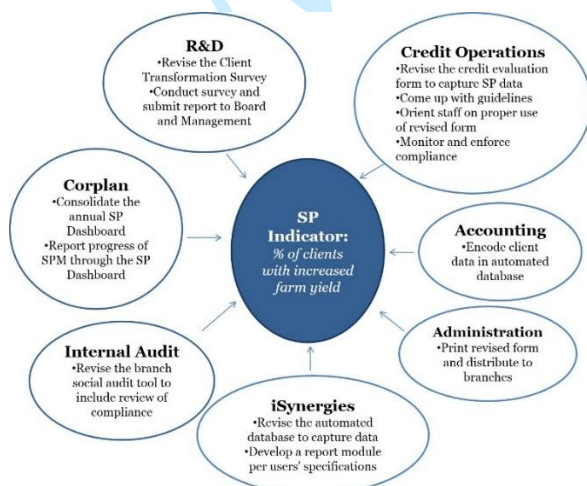 R&D
•Revise the Client
Transformation Survey
•Conduct survey and
submit report to Board
and Management
Credit Operations
•Revise the credit evaluation
form to capture SP data
•Come up with guidelines
•Orient staff on proper use
of revised form
•Monitor and enforce
compliance
Corplan
•Consolidate the
annual SP
Dashboard
•Report progress of
SPM through the SP
Dashboard
SP
Indicator:
% of clients
with increased
farm yield
Accounting
•Encode client
data in automated
database
Internal Audit
•Revise the branch
social audit tool to
include review of
compliance
Administration
•Print revised form
and distribute to
branches
iSynergies
•Revise the automated
database to capture data
•Develop a report module
per users' specifications